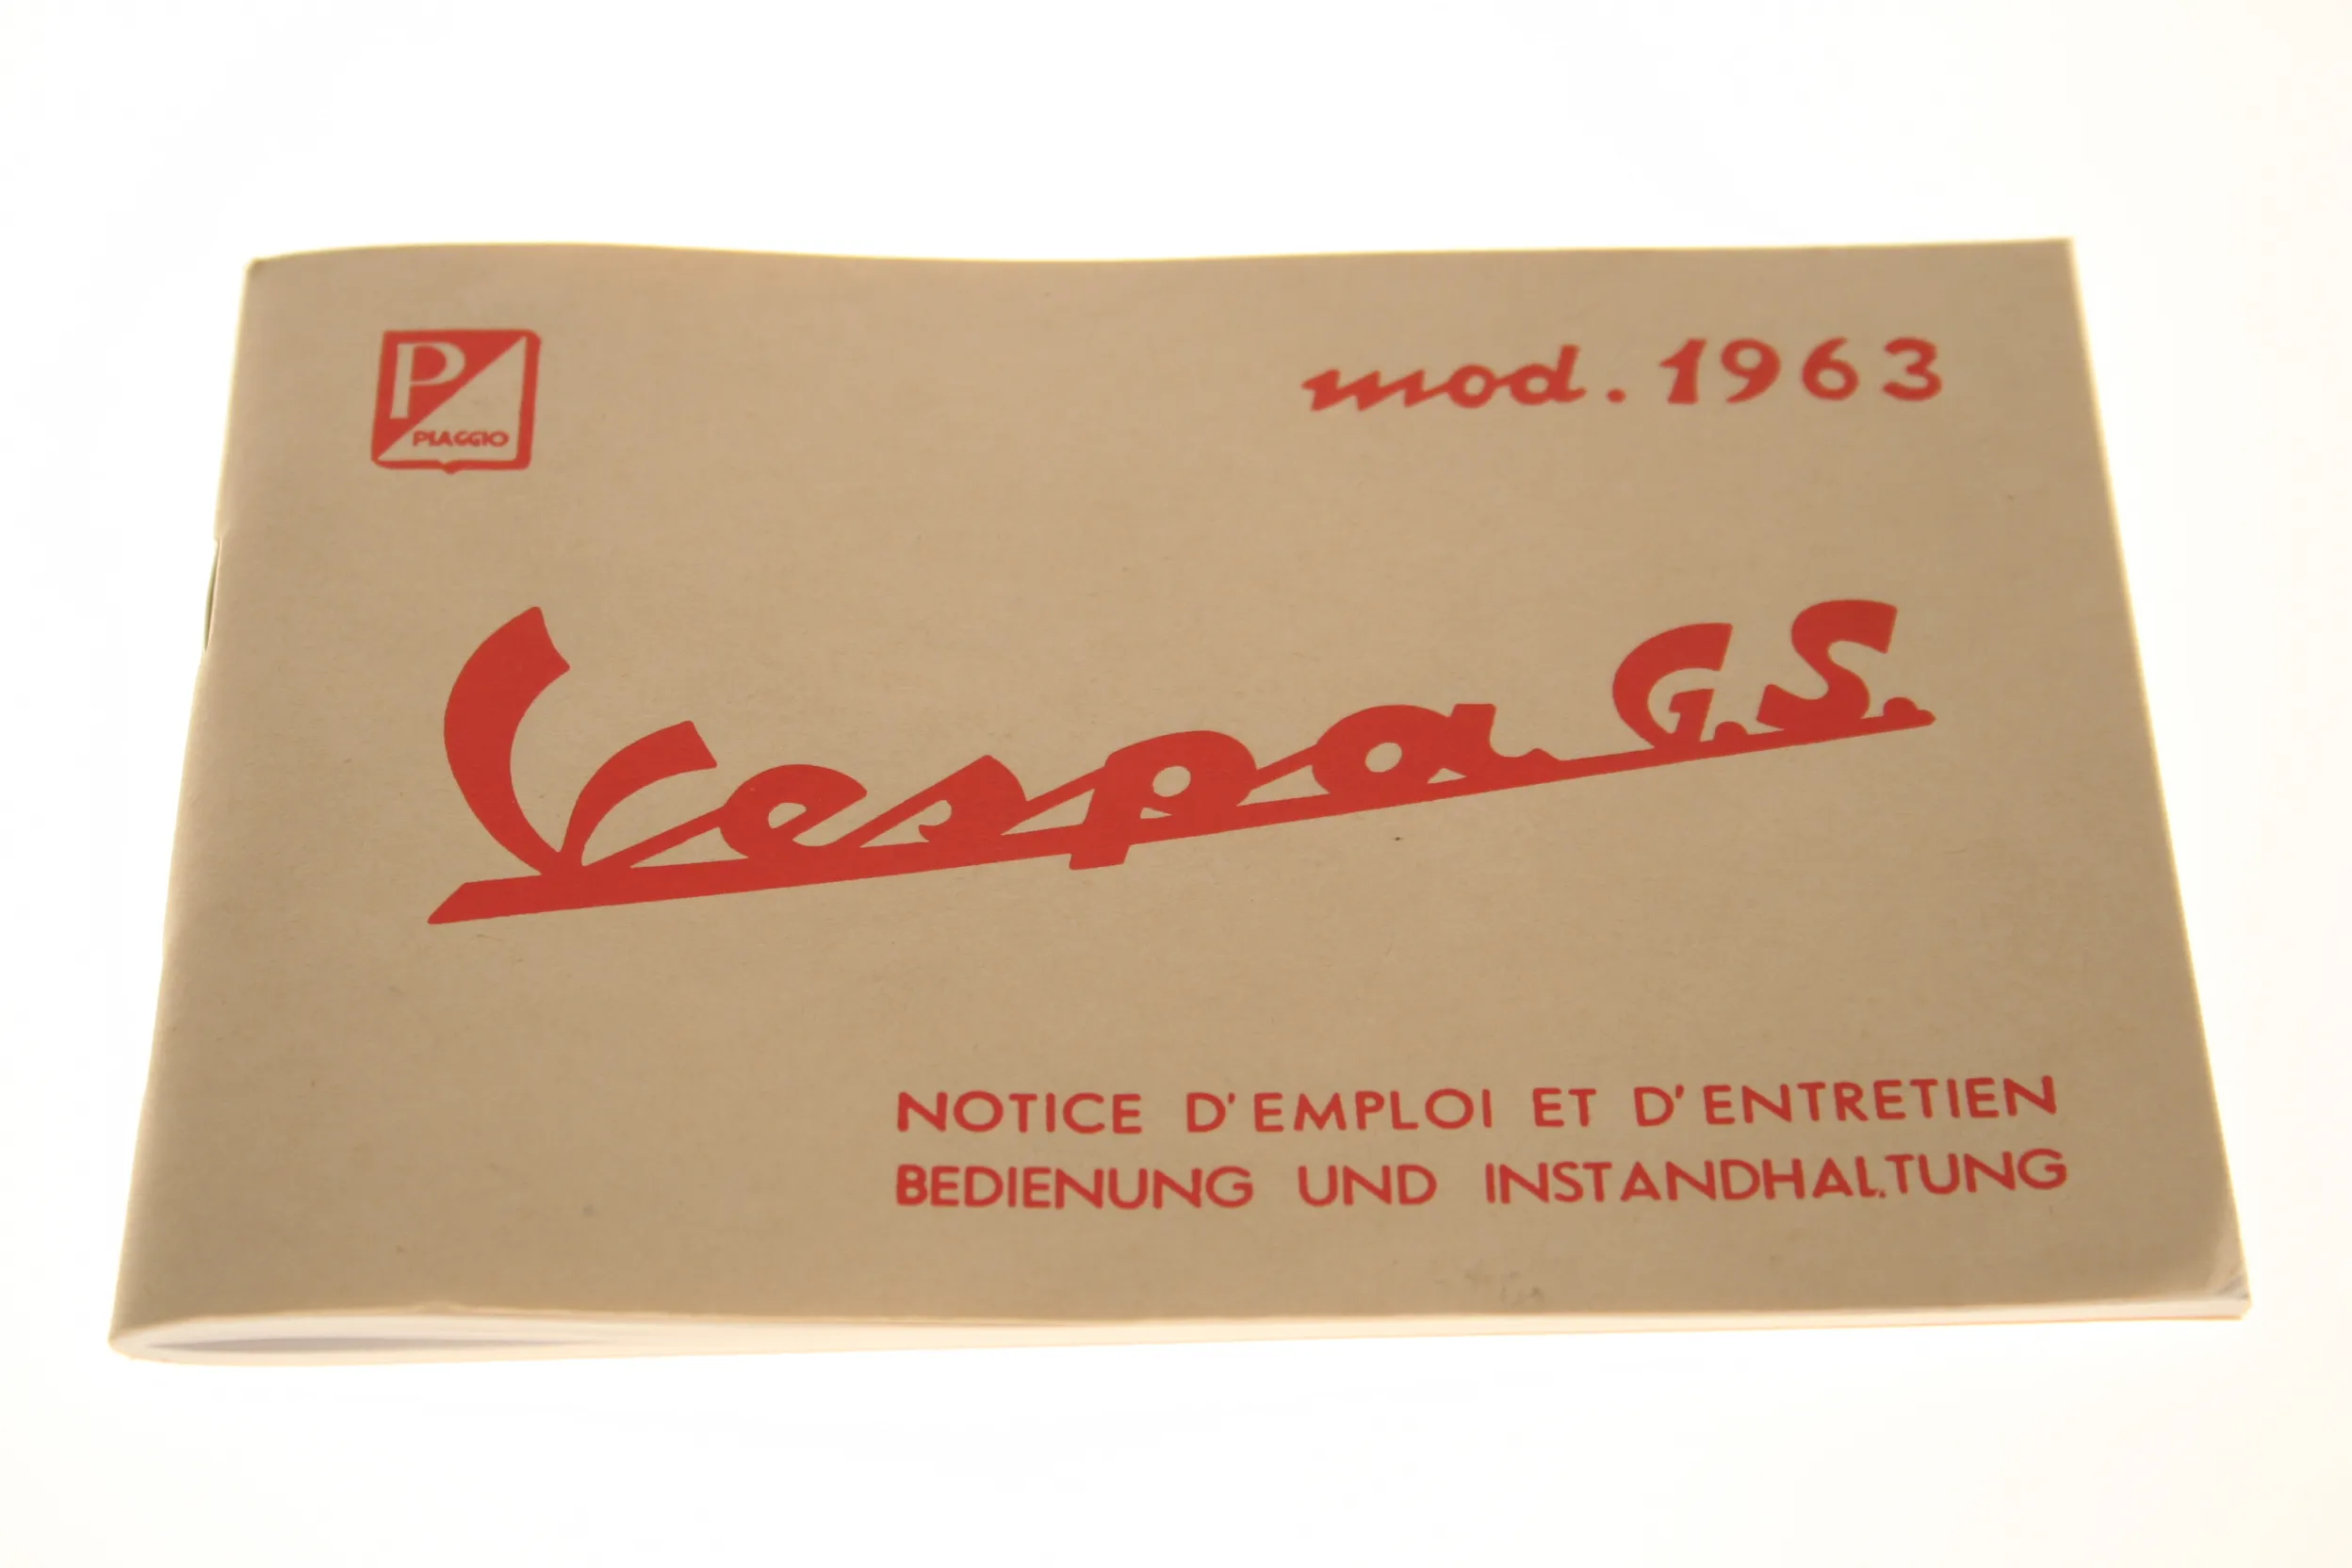 P
PIAGGIO
mod. 1963
Vespa G.S.
NOTICE D'EMPLOI ET D'ENTRETIEN
BEDIENUNG UND INSTANDHALTUNG